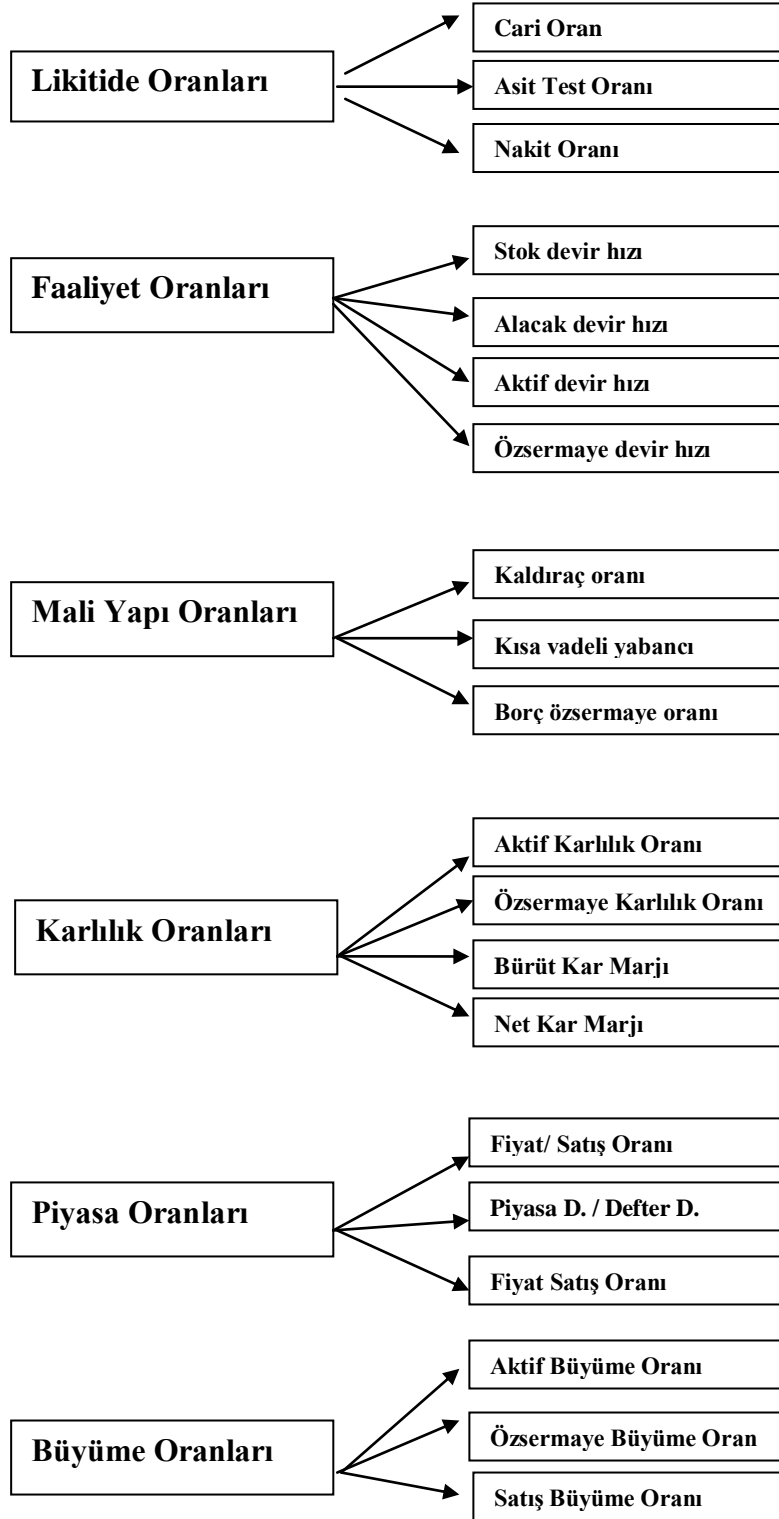 Likitide Oranları
Cari Oran
Asit Test Oranı
Nakit Oranı
Faaliyet Oranları
Stok devir hızı
Alacak devir hızı
Aktif devir hızı
Özsermaye devir hızı
Mali Yapı Oranları
Kaldıraç oranı
Kısa vadeli yabancı
Borç özsermaye oranı
Karlılık Oranları
Aktif Karlılık Oranı
Özsermaye Karlılık Oranı
Bürüt Kar Marjı
Net Kar Marjı
Piyasa Oranları
Fiyat/ Satış Oranı
Piyasa D. / Defter D.
Fiyat Satış Oranı
Büyüme Oranları
Aktif Büyüme Oranı
Özsermaye Büyüme Oran
Satış Büyüme Oranı